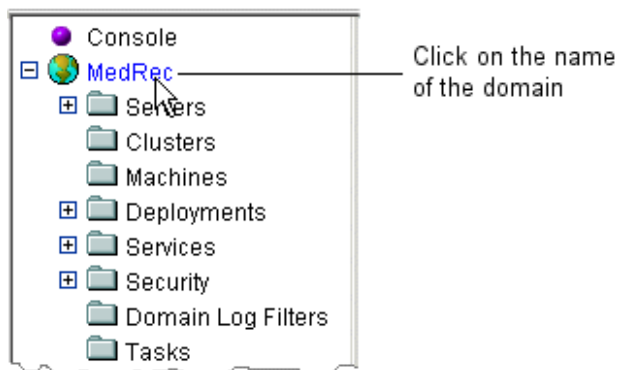 Console
MedRec
Servers
Clusters
Machines
Deployments
Services
Security
Domain Log Filters
Tasks
Click on the name
of the domain